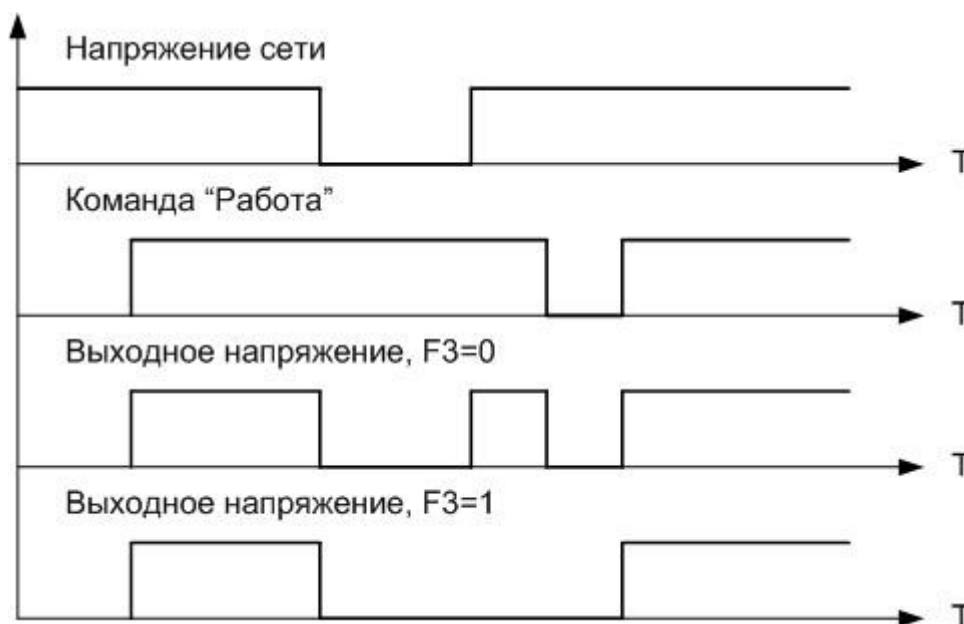 Напряжение сети
T
Команда “Работа”
T
Выходное напряжение, F3=0
T
Выходное напряжение, F3=1
T